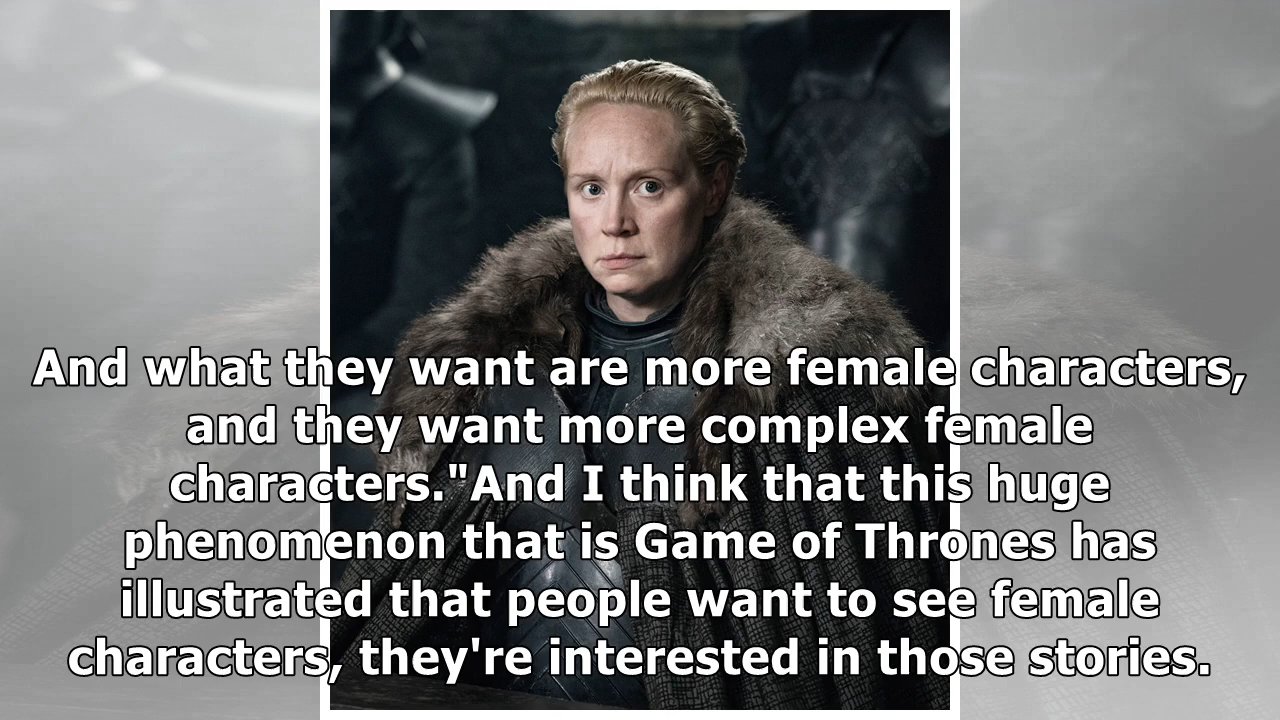 And what they want are more female characters,
and they want more complex female
characters."And I think that this huge
phenomenon that is Game of Thrones has
illustrated that people want to see female
characters, they're interested in those stories.